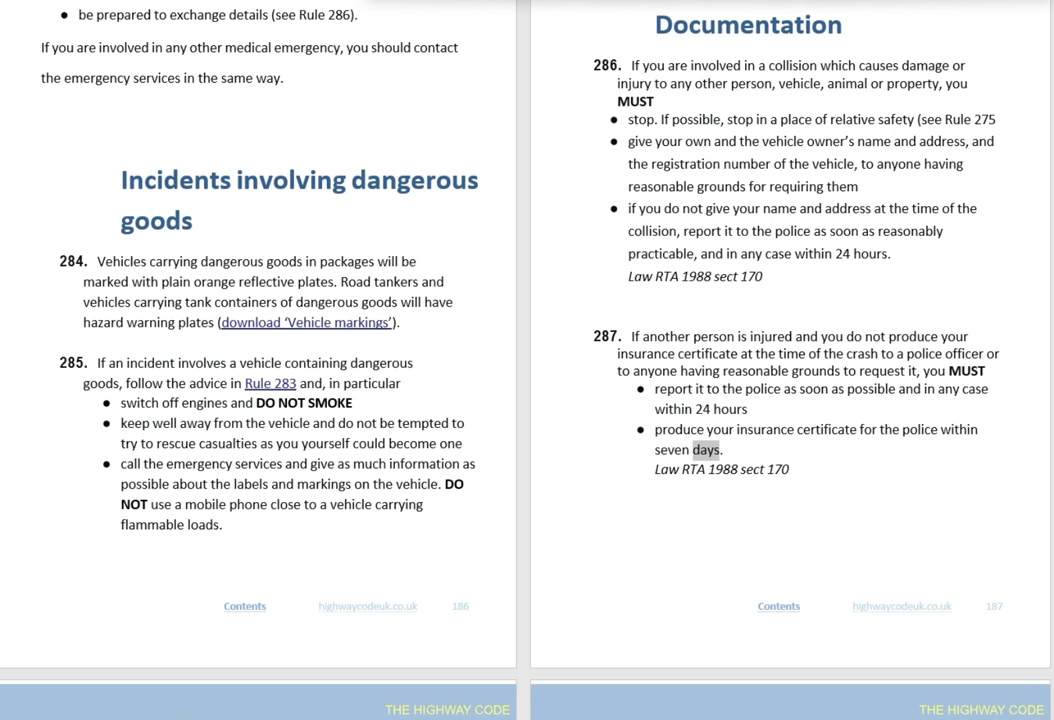 ● be prepared to exchange details (see Rule 286).
If you are involved in any other medical emergency, you should contact
the emergency services in the same way.
Incidents involving dangerous
goods
284. Vehicles carrying dangerous goods in packages will be
marked with plain orange reflective plates. Road tankers and
vehicles carrying tank containers of dangerous goods will have
hazard warning plates (download ‘Vehicle markings’).
285. If an incident involves a vehicle containing dangerous
goods, follow the advice in Rule 283 and, in particular
● switch off engines and DO NOT SMOKE
● keep well away from the vehicle and do not be tempted to
try to rescue casualties as you yourself could become one
● call the emergency services and give as much information as
possible about the labels and markings on the vehicle. DO
NOT use a mobile phone close to a vehicle carrying
flammable loads.
Contents highwaycodeuk.co.uk 186
Documentation
286. If you are involved in a collision which causes damage or
injury to any other person, vehicle, animal or property, you
MUST
● stop. If possible, stop in a place of relative safety (see Rule 275
● give your own and the vehicle owner’s name and address, and
the registration number of the vehicle, to anyone having
reasonable grounds for requiring them
● if you do not give your name and address at the time of the
collision, report it to the police as soon as reasonably
practicable, and in any case within 24 hours.
Law RTA 1988 sect 170
287. If another person is injured and you do not produce your
insurance certificate at the time of the crash to a police officer or
to anyone having reasonable grounds to request it, you MUST
● report it to the police as soon as possible and in any case
within 24 hours
● produce your insurance certificate for the police within
seven days.
Law RTA 1988 sect 170
Contents highwaycodeuk.co.uk 187
THE HIGHWAY CODE
THE HIGHWAY CODE